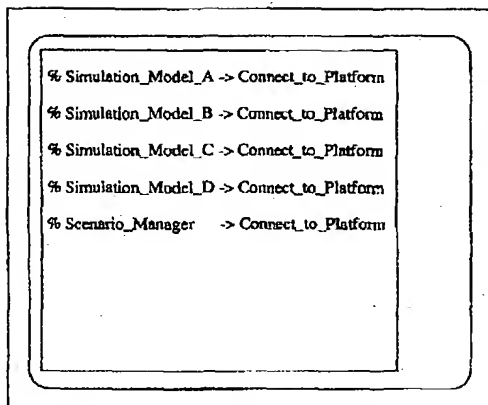 % Simulation_Model_A -> Connect_to_Platform
% Simulation_Model_B -> Connect_to_Platform
% Simulation_Model_C -> Connect_to_Platform
% Simulation_Model_D -> Connect_to_Platform
% Scenario_Manager -> Connect_to_Platform